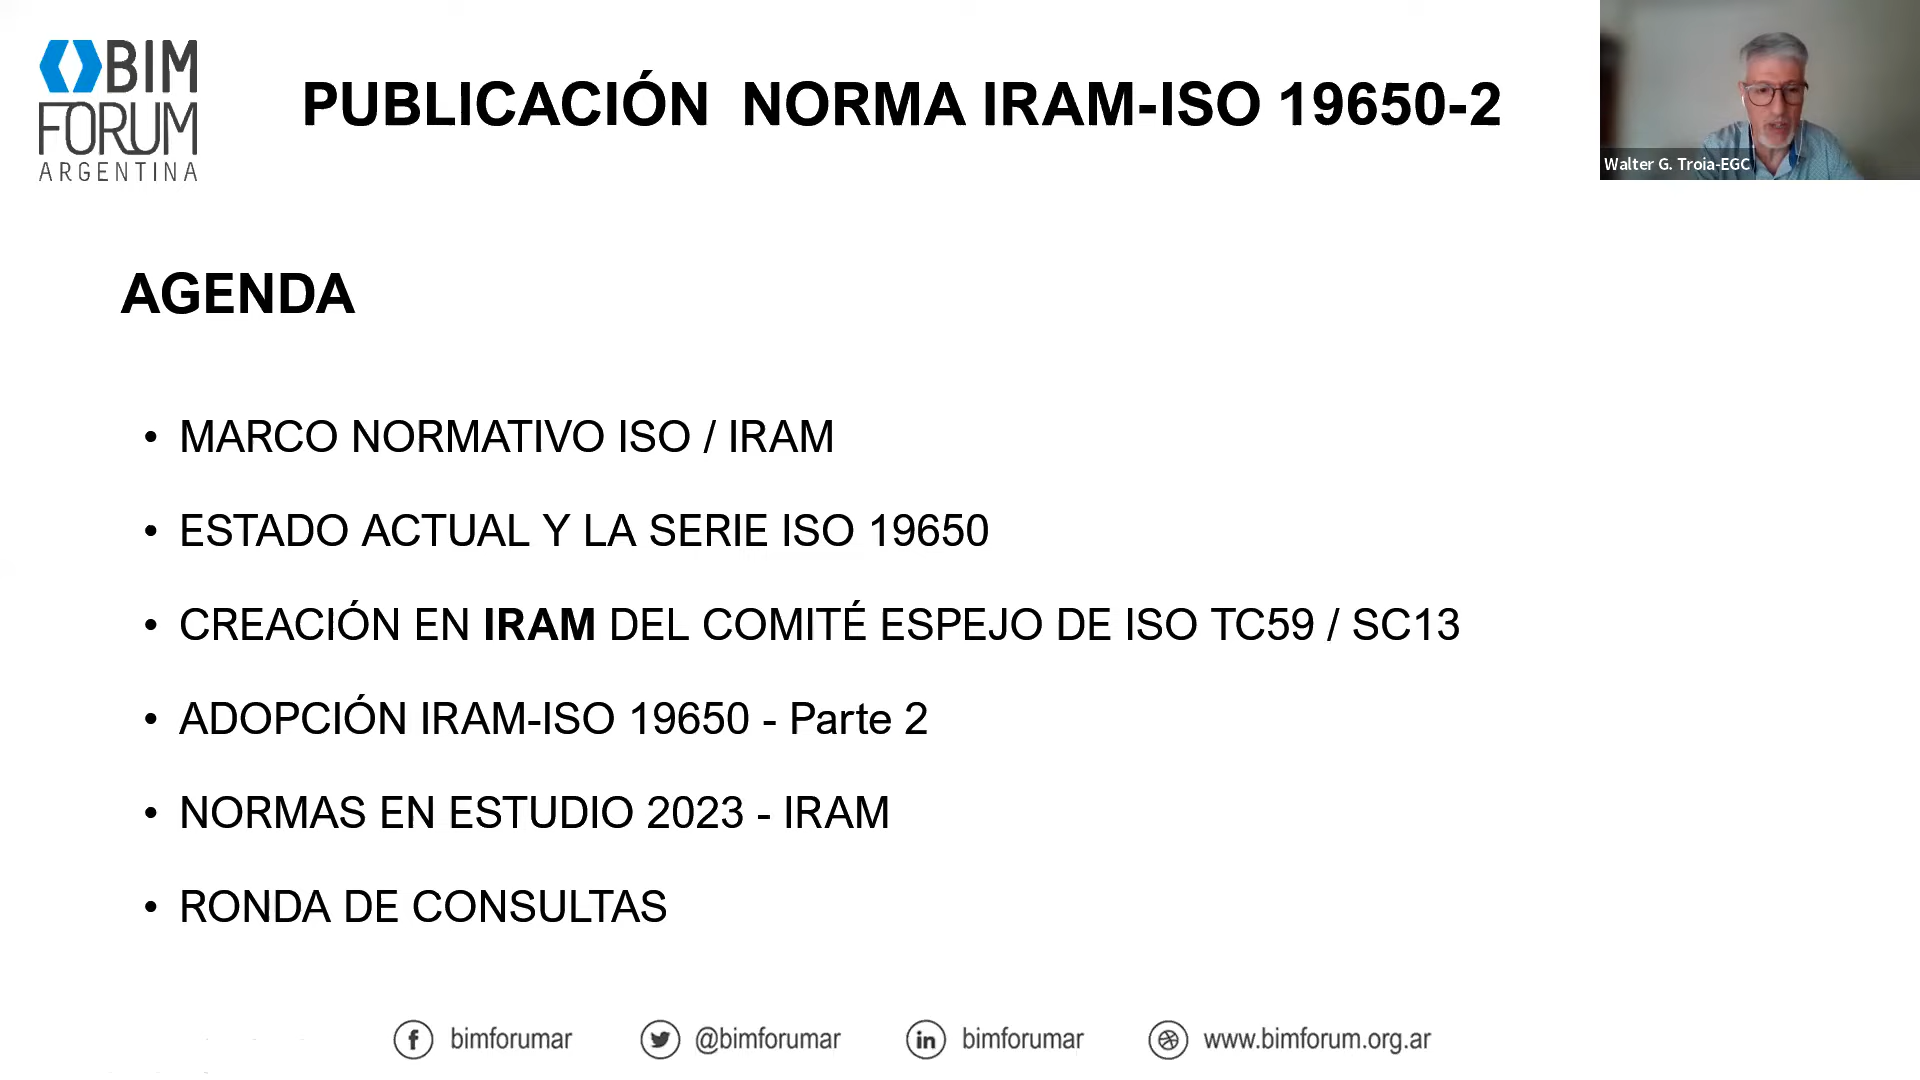 BIM
FORUM
ARGENTINA
PUBLICACIÓN NORMA IRAM-ISO 19650-2
Walter G. Troia-EGC
AGENDA
• MARCO NORMATIVO ISO / IRAM
• ESTADO ACTUAL Y LA SERIE ISO 19650
• CREACIÓN EN IRAM DEL COMITÉ ESPEJO DE ISO TC59 / SC13
• ADOPCIÓN IRAM-ISO 19650 - Parte 2
• NORMAS EN ESTUDIO 2023 - IRAM
• RONDA DE CONSULTAS
bimforumar @bimforumar bimforumar www.bimforum.org.ar